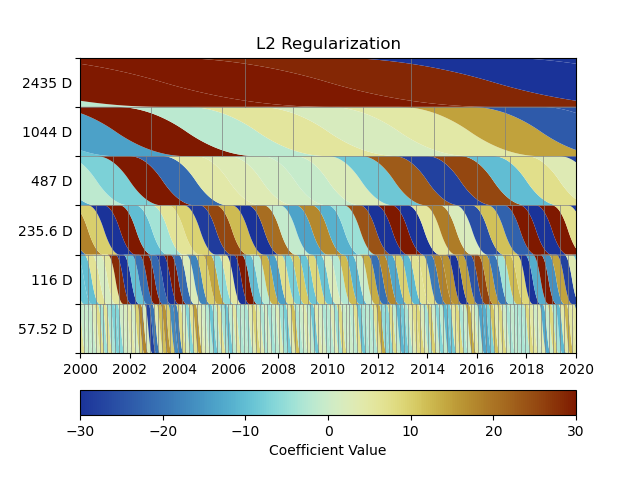 L2 Regularization
2435 D
1044 D
487 D
235.6 D
116 D
57.52 D
2000 2002 2004 2006 2008 2010 2012 2014 2016 2018 2020
−30 −20 −10 0 10 20 30
Coefficient Value